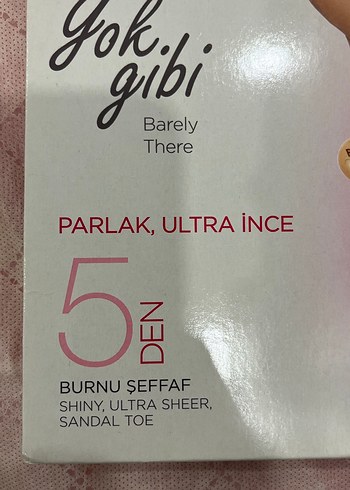 Yok
gibi
Barely
There
PARLAK, ULTRA İNCE
5
DEN
BURNU ŞEFFAF
SHINY, ULTRA SHEER,
SANDAL TOE